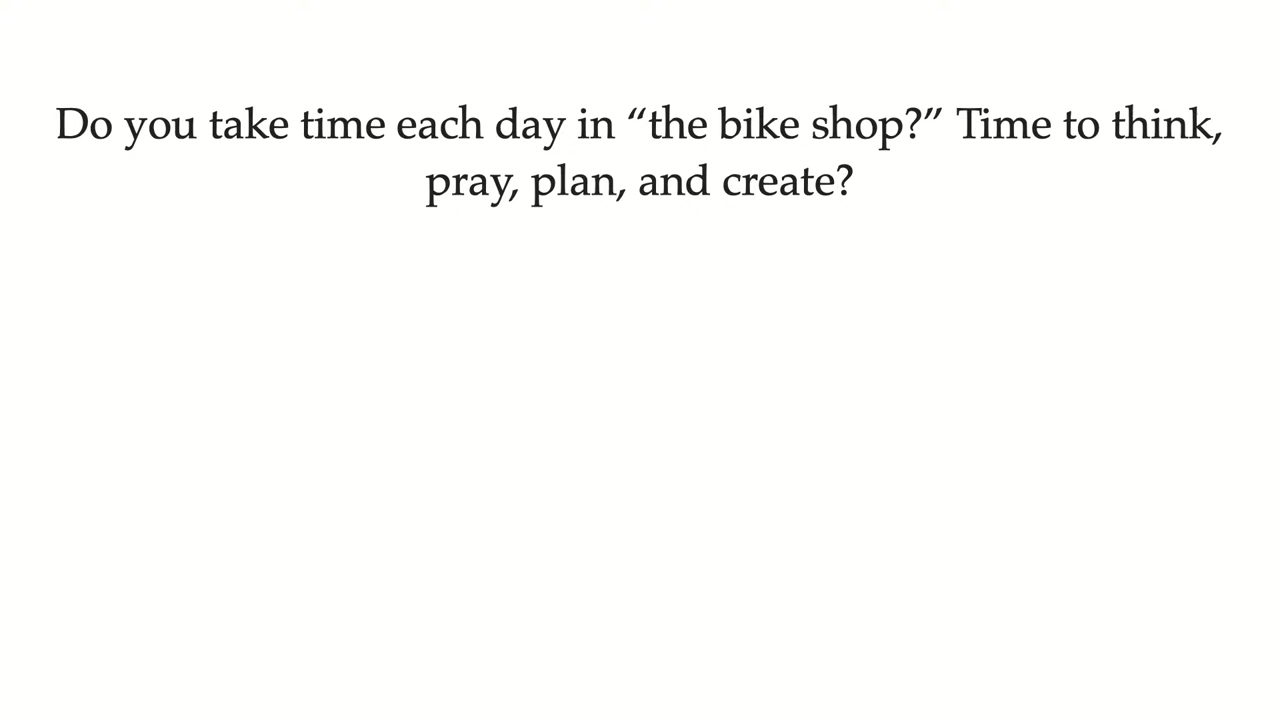 Do you take time each day in “the bike shop?” Time to think,
pray, plan, and create?